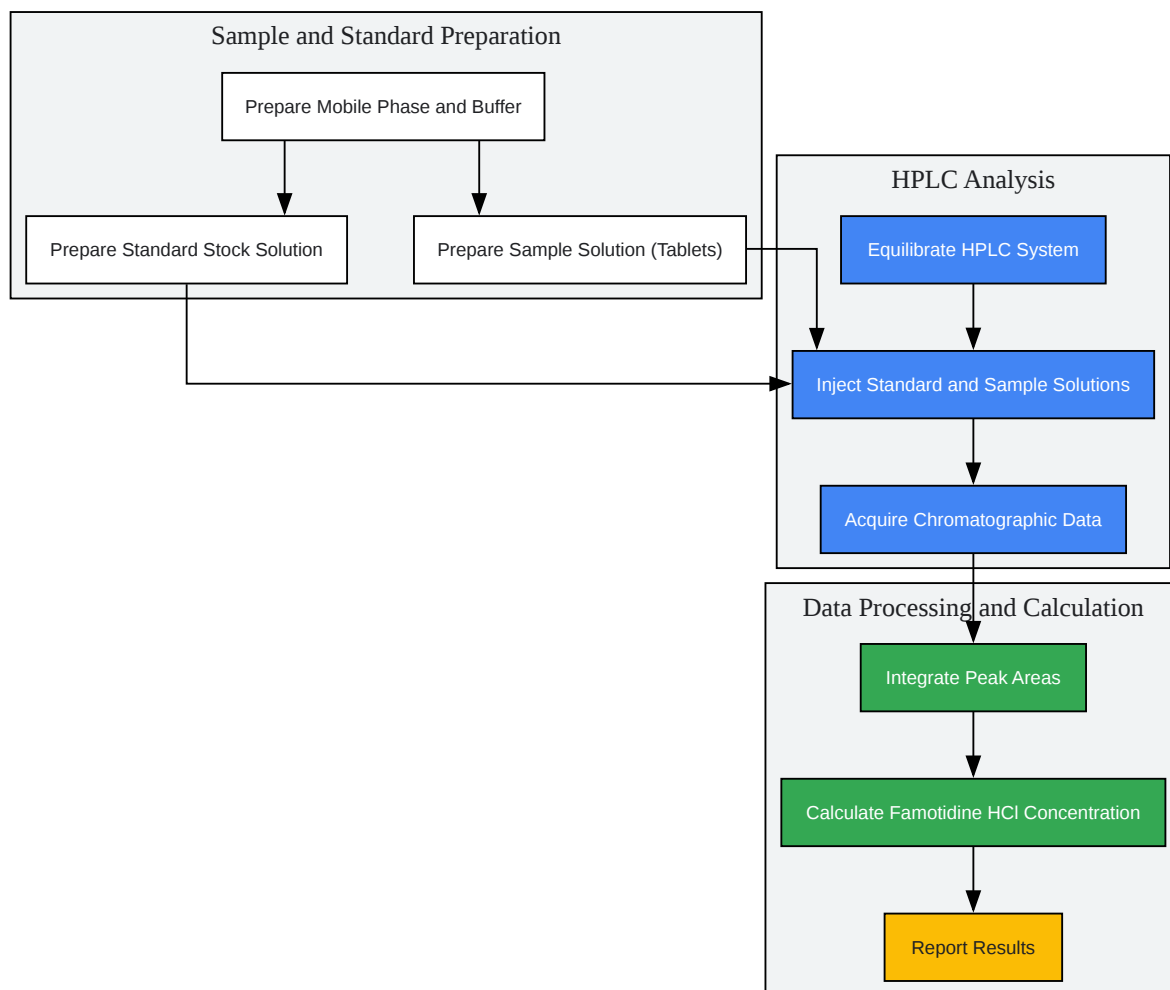 Sample and Standard Preparation
Prepare Mobile Phase and Buffer
Prepare Standard Stock Solution
Prepare Sample Solution (Tablets)
HPLC Analysis
Equilibrate HPLC System
Inject Standard and Sample Solutions
Acquire Chromatographic Data
Data Processing and Calculation
Integrate Peak Areas
Calculate Famotidine HCl Concentration
Report Results